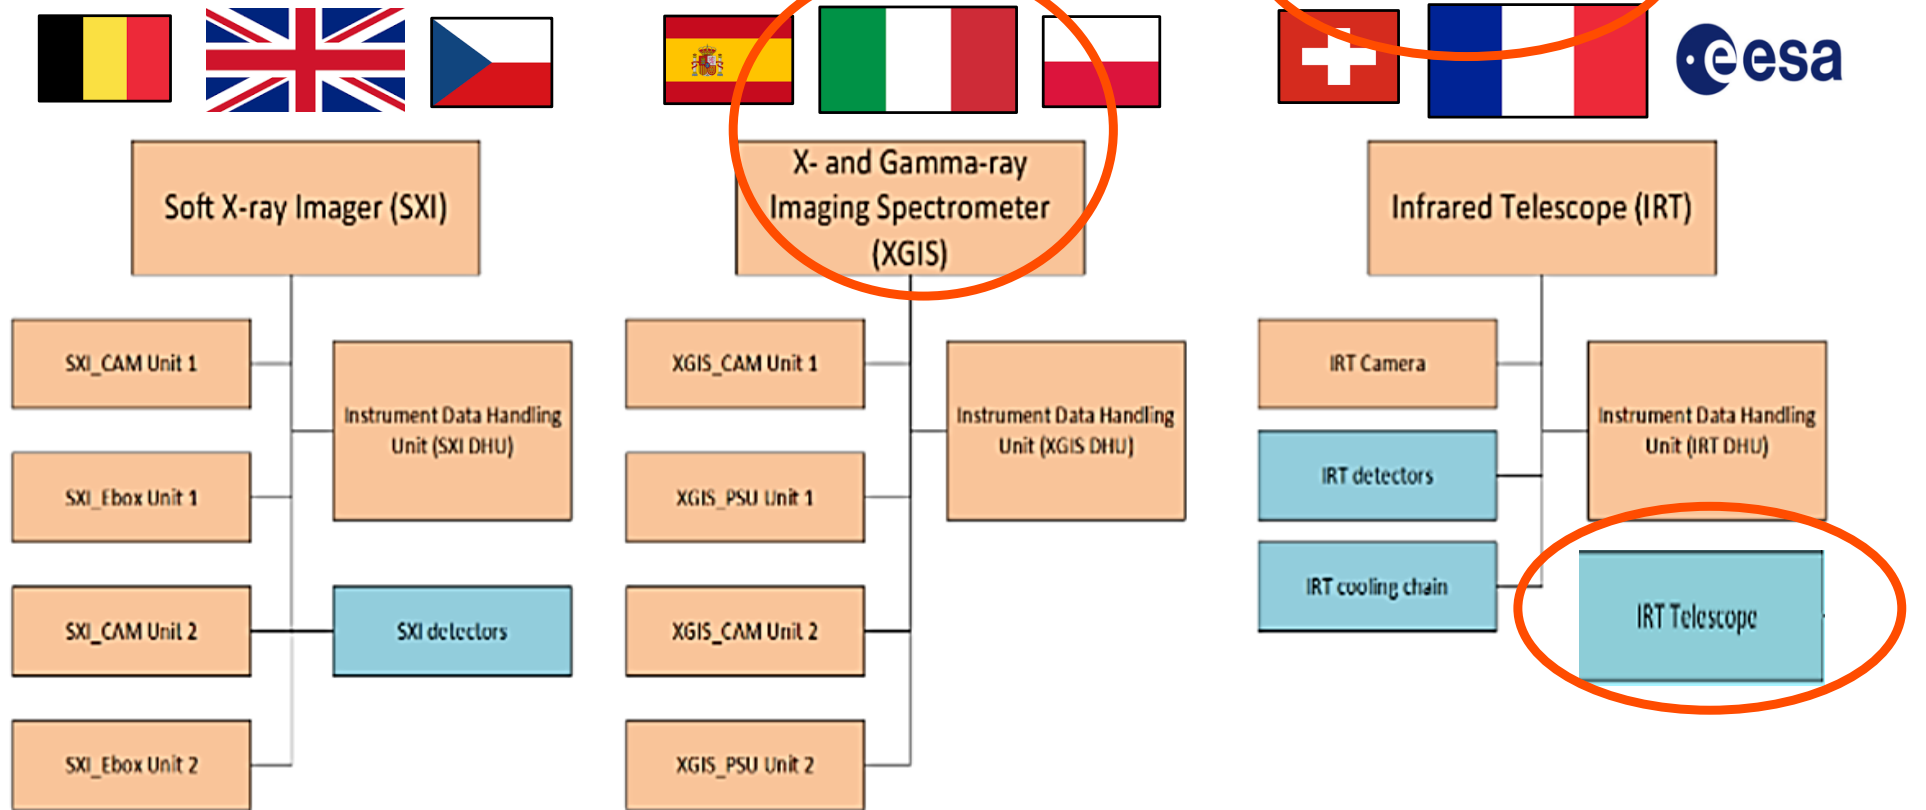 esa
Soft X-ray Imager (SXI)
X- and Gamma-ray
Imaging Spectrometer
(XGIS)
Infrared Telescope (IRT)
SXI_CAM Unit 1
Instrument Data Handling
Unit (SXI DHU)
SXI_Ebox Unit 1
SXI_CAM Unit 2
SXI detectors
SXI_Ebox Unit 2
XGIS_CAM Unit 1
Instrument Data Handling
Unit (XGIS DHU)
XGIS_PSU Unit 1
XGIS_CAM Unit 2
XGIS_PSU Unit 2
IRT Camera
Instrument Data Handling
Unit (IRT DHU)
IRT detectors
IRT cooling chain
IRT Telescope